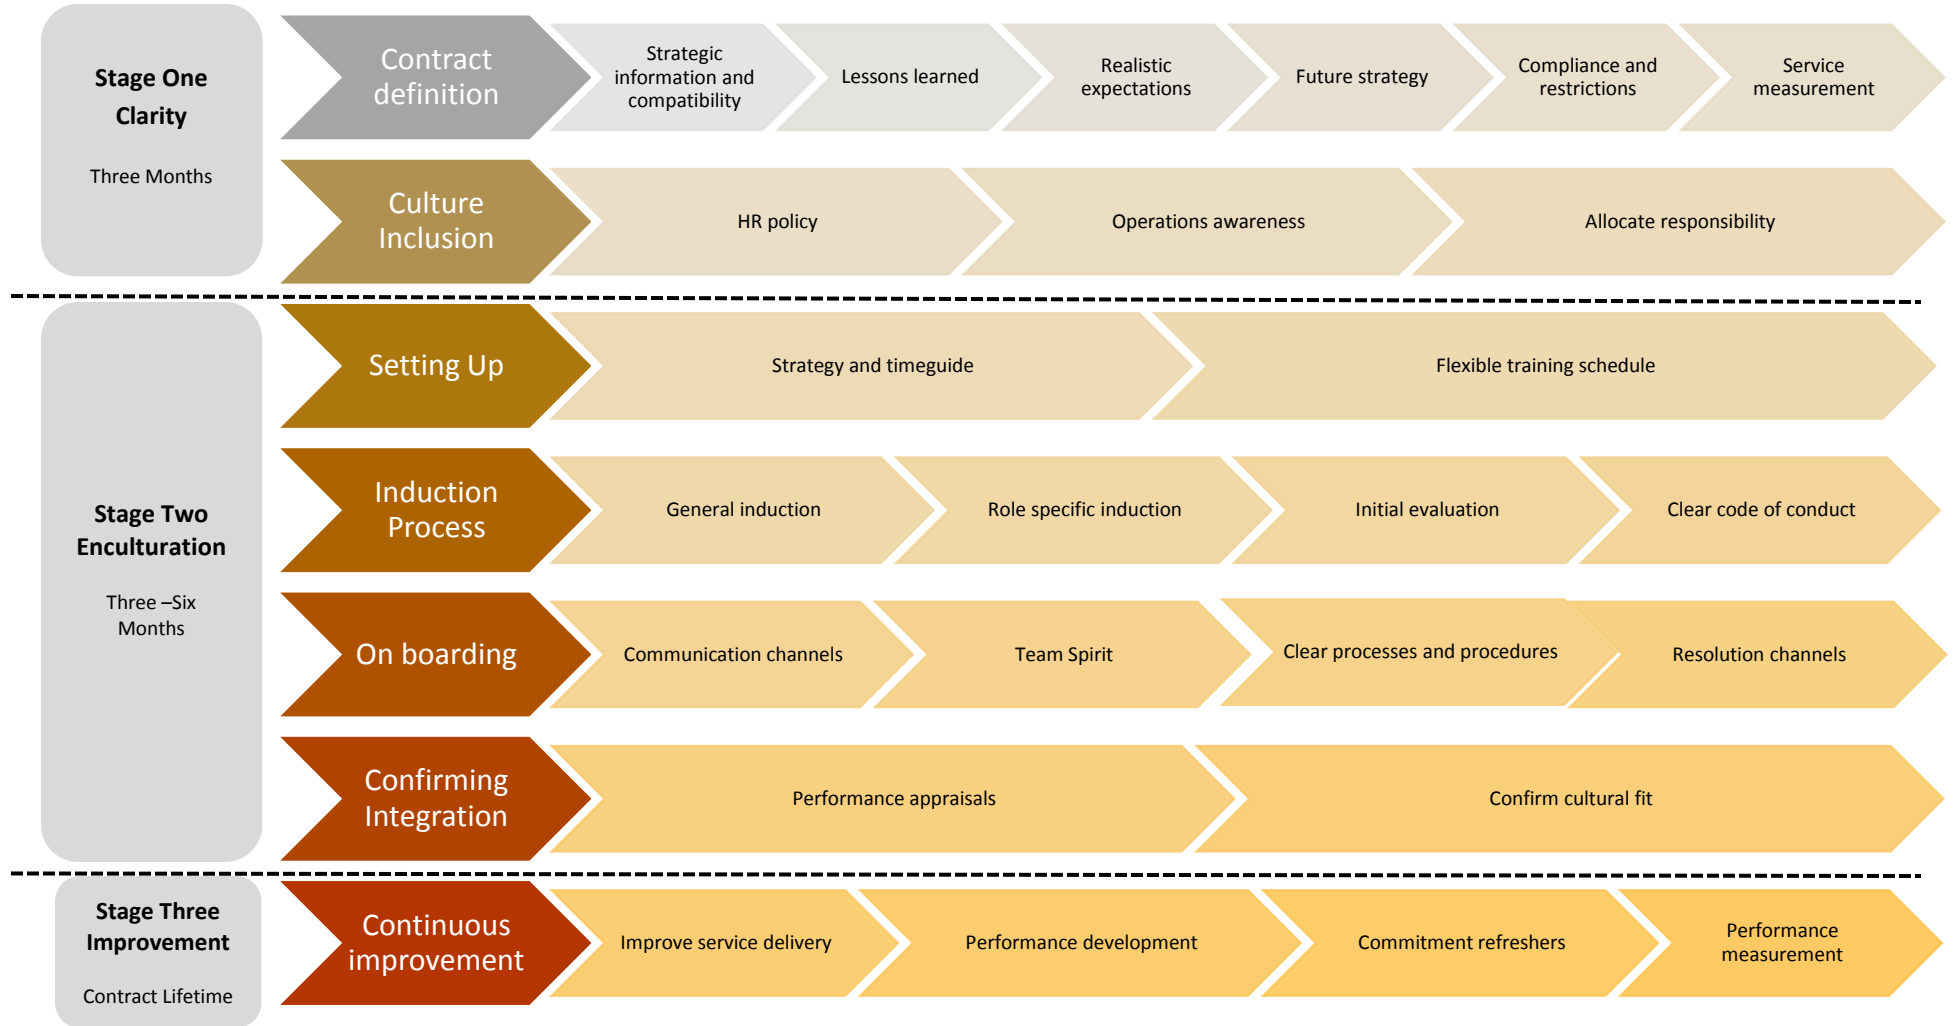 Stage One
Clarity
Three Months
Contract
definition
Strategic
information and
compatibility
Lessons learned
Realistic
expectations
Future strategy
Compliance and
restrictions
Service
measurement
Culture
Inclusion
HR policy
Operations awareness
Allocate responsibility
Stage Two
Enculturation
Three –Six
Months
Setting Up
Strategy and timeguide
Flexible training schedule
Induction
Process
General induction
Role specific induction
Initial evaluation
Clear code of conduct
On boarding
Communication channels
Team Spirit
Clear processes and procedures
Resolution channels
Confirming
Integration
Performance appraisals
Confirm cultural fit
Stage Three
Improvement
Contract Lifetime
Continuous
improvement
Improve service delivery
Performance development
Commitment refreshers
Performance
measurement